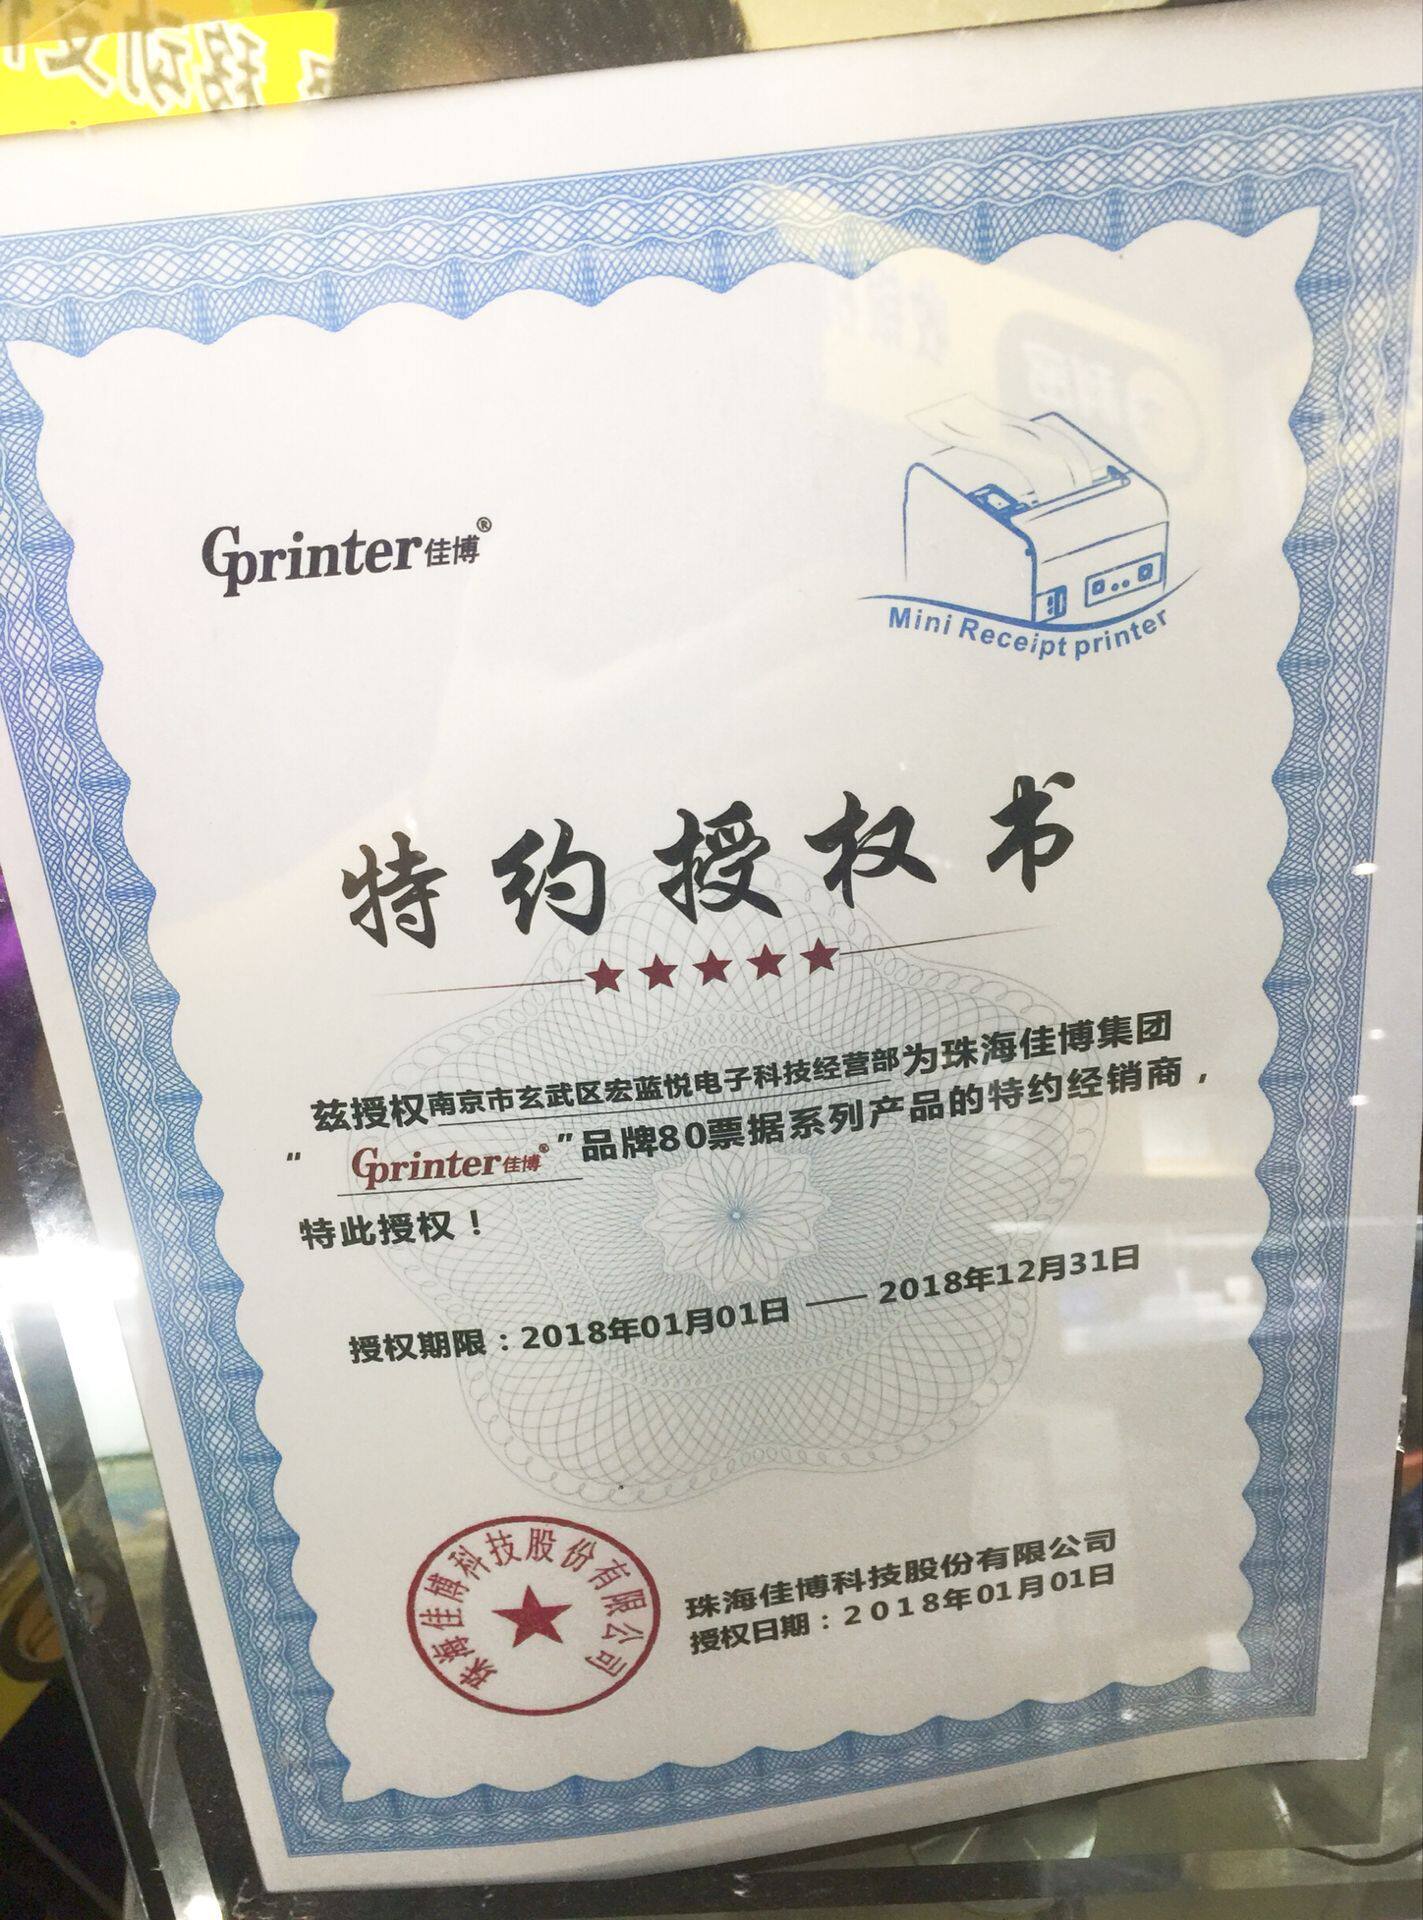 Gprinter佳博®
Mini Receipt printer
特约授权书
兹授权南京市玄武区宏蓝悦电子科技经营部为珠海佳博集团
“Gprinter佳博®”品牌80票据系列产品的特约经销商，
特此授权！
授权期限：2018年01月01日 —— 2018年12月31日
珠海佳博科技股份有限公司
珠海佳博科技股份有限公司
授权日期：2018年01月01日